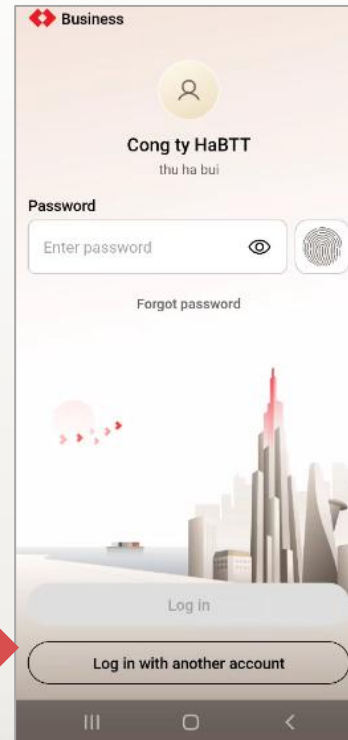 Business
Cong ty HaBTT
thu ha bui
Password
Enter password
Forgot password
Log in
Log in with another account